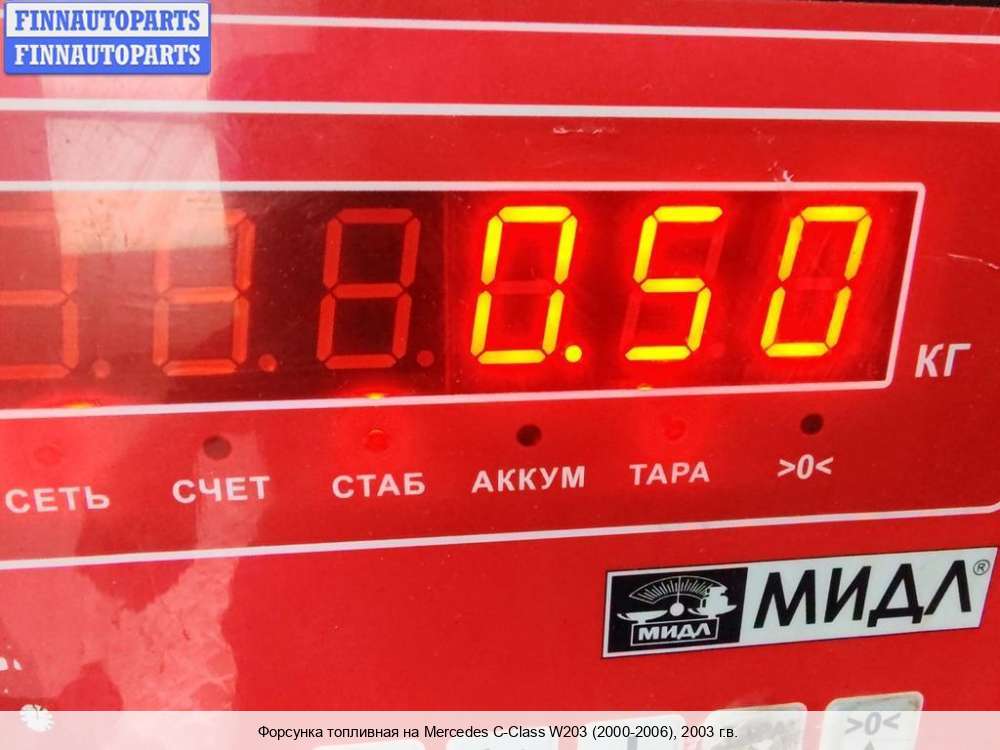 FINNAUTOPARTS
FINNAUTOPARTS
0.50
КГ
СЕТЬ СЧЕТ СТАБ АККУМ ТАРА >0<
МИДЛ МИДЛ®
>0<
Форсунка топливная на Mercedes C-Class W203 (2000-2006), 2003 г.в.